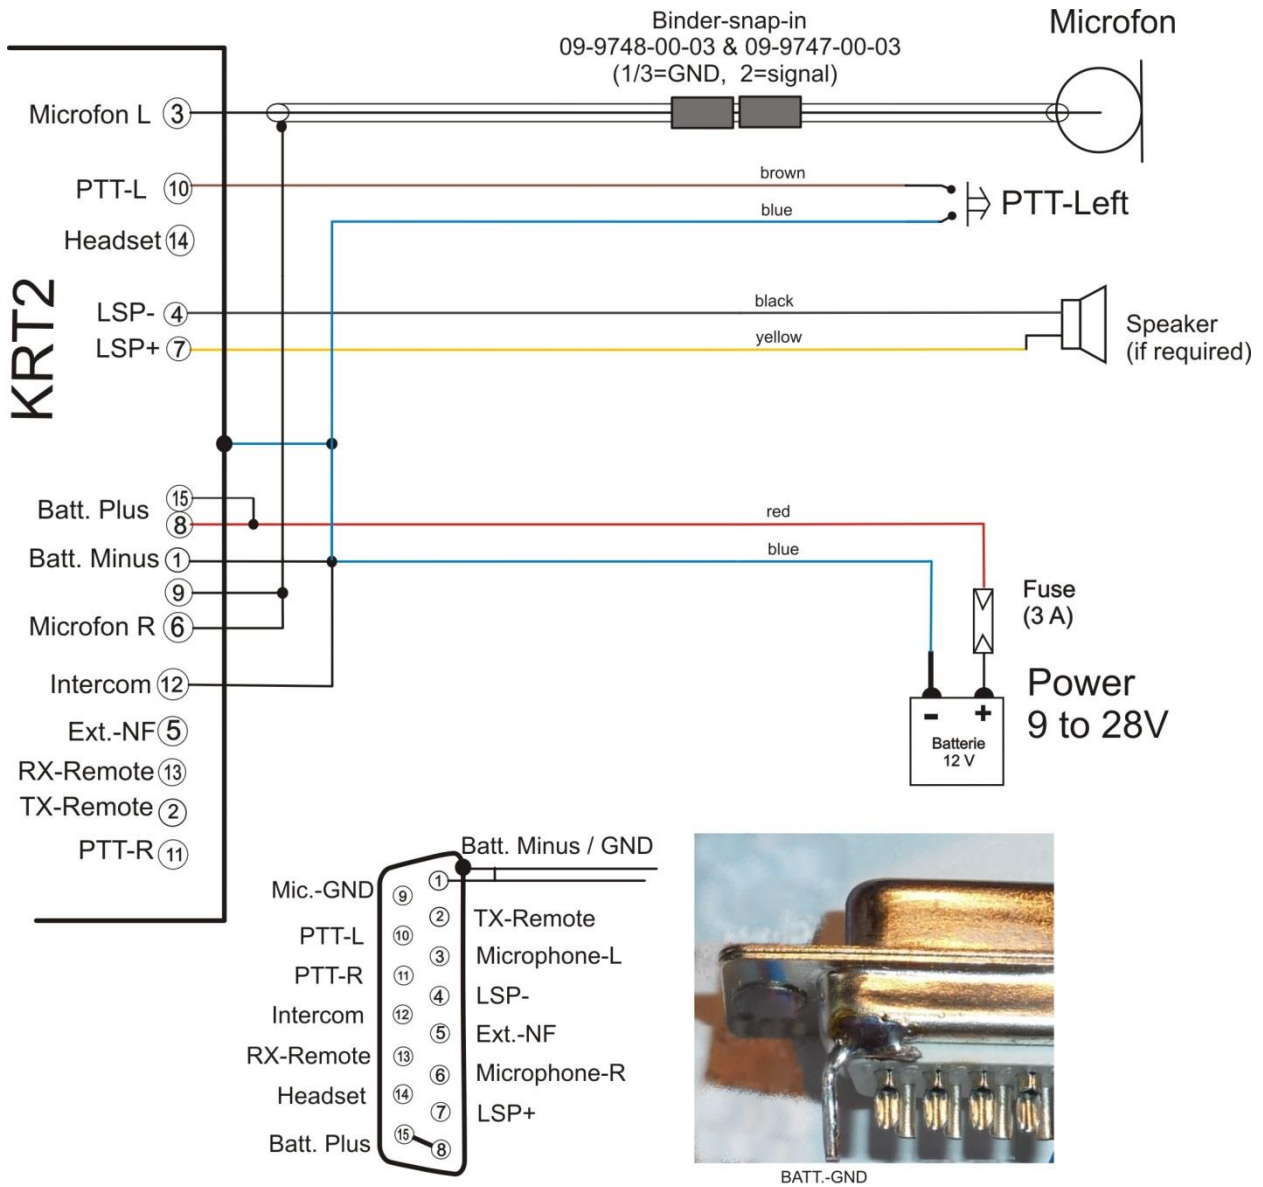 Binder-snap-in
09-9748-00-03 & 09-9747-00-03
(1/3=GND, 2=signal)
Microfon
Microfon L 3
PTT-L 10
brown
blue
PTT-Left
Headset 14
KRT2
LSP- 4
black
LSP+ 7
yellow
Speaker
(if required)
15
Batt. Plus
8
red
Batt. Minus 1
blue
9
Microfon R 6
Fuse
(3 A)
Intercom 12
Power
9 to 28V
- +
Batterie
12 V
Ext.-NF 5
RX-Remote 13
TX-Remote 2
PTT-R 11
Batt. Minus / GND
1
Mic.-GND 9
2 TX-Remote
PTT-L 10
3 Microphone-L
PTT-R 11
4 LSP-
Intercom 12
5 Ext.-NF
RX-Remote 13
6 Microphone-R
Headset 14
7 LSP+
Batt. Plus 15
8
BATT.-GND